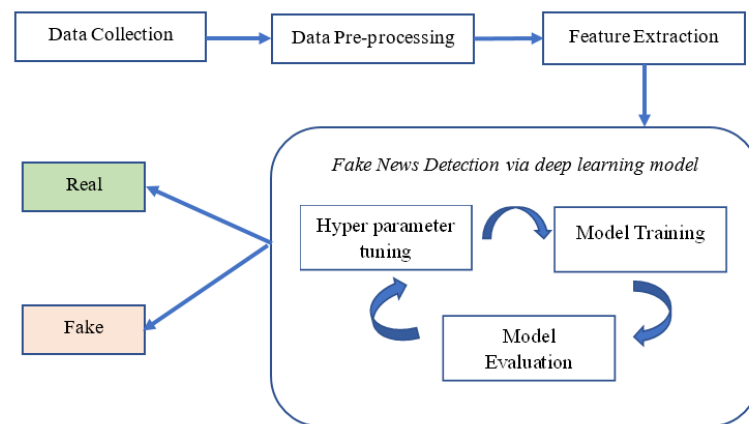 Data Collection
Data Pre-processing
Feature Extraction
Fake News Detection via deep learning model
Real
Hyper parameter
tuning
Model Training
Fake
Model
Evaluation